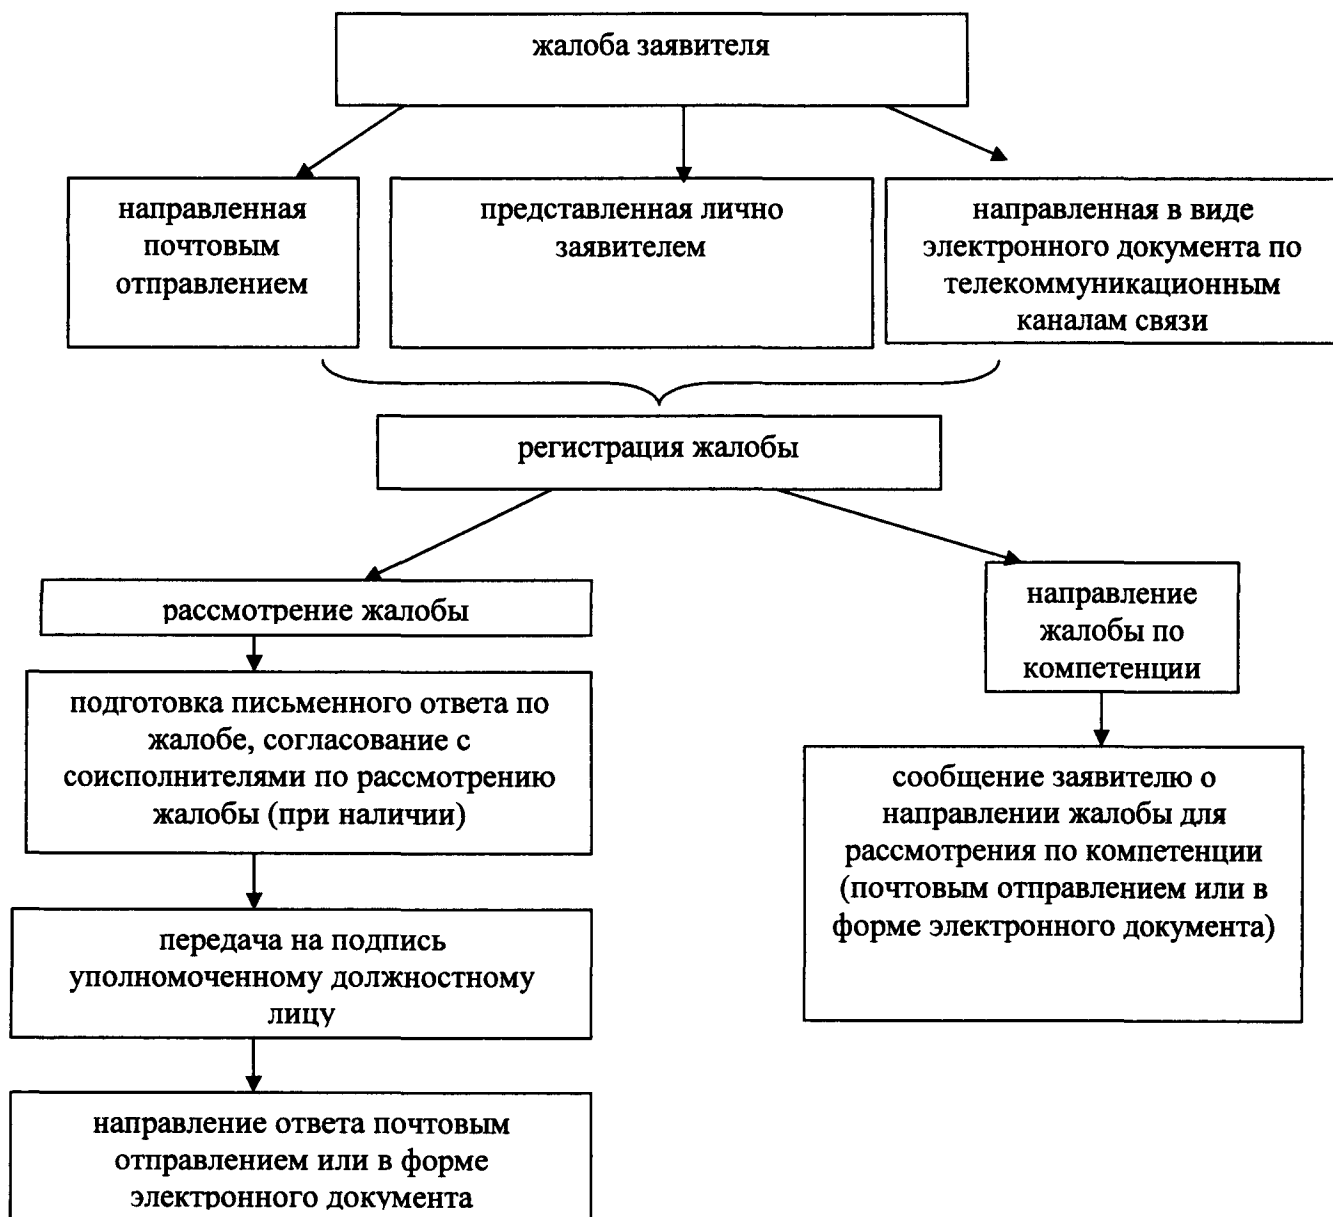 жалоба заявителя
направленная
почтовым
отправлением
представленная лично
заявителем
направленная в виде
электронного документа по
телекоммуникационным
каналам связи
регистрация жалобы
рассмотрение жалобы
направление
жалобы по
компетенции
подготовка письменного ответа по
жалобе, согласование с
соисполнителями по рассмотрению
жалобы (при наличии)
сообщение заявителю о
направлении жалобы для
рассмотрения по компетенции
(почтовым отправлением или в
форме электронного документа)
передача на подпись
уполномоченному должностному
лицу
направление ответа почтовым
отправлением или в форме
электронного документа